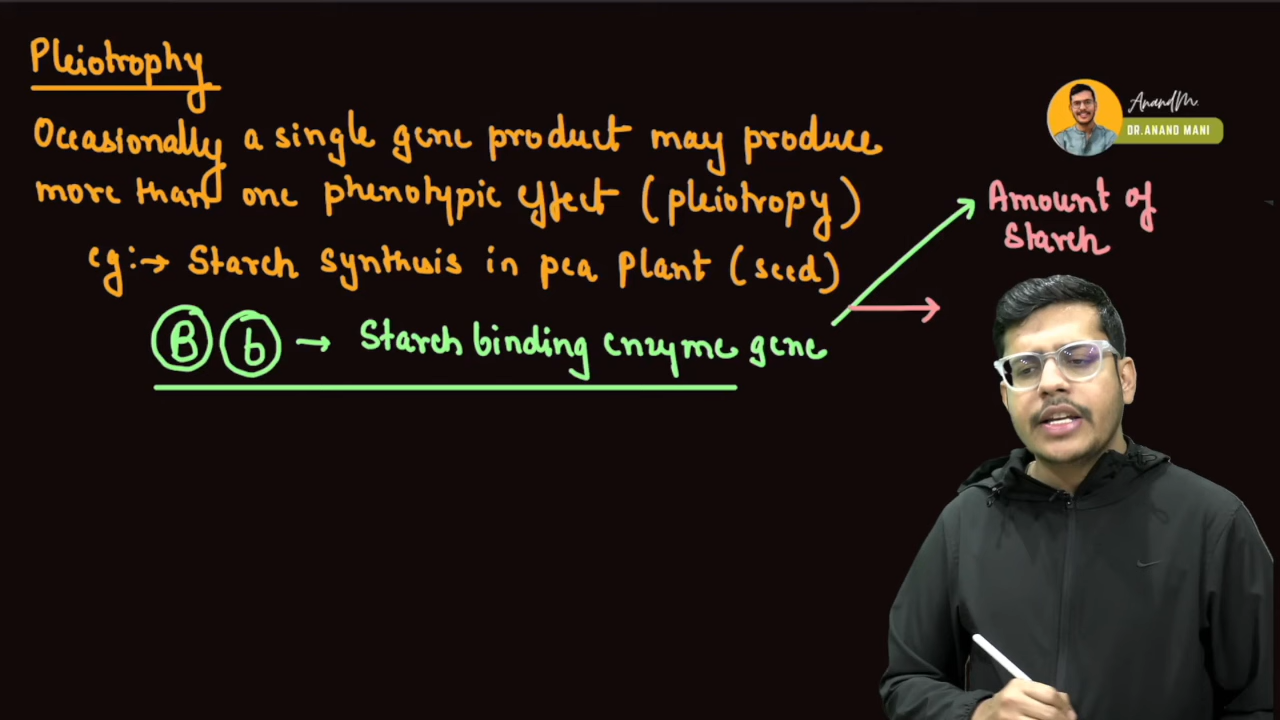 Pleiotrophy
Occasionally a single gene product may produce
more than one phenotypic effect (pleiotropy)
eg:→ Starch synthesis in pea plant (seed)
B b → Starch binding enzyme gene
Amount of
Starch
AnandM.
DR.ANAND MANI